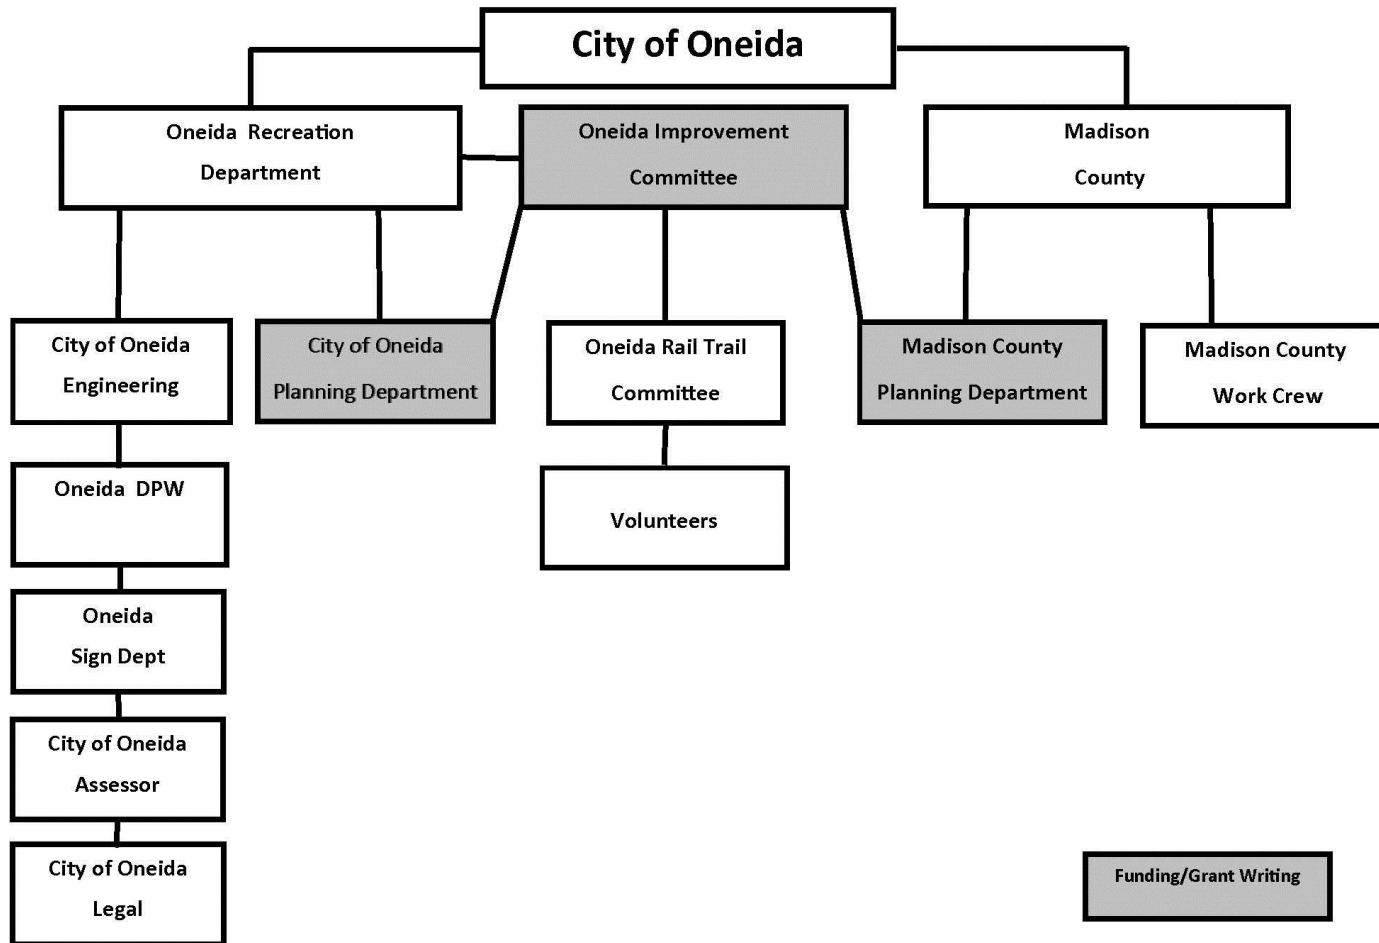 City of Oneida
Oneida Recreation
Department
Oneida Improvement
Committee
Madison
County
City of Oneida
Engineering
City of Oneida
Planning Department
Oneida Rail Trail
Committee
Madison County
Planning Department
Madison County
Work Crew
Oneida DPW
Volunteers
Oneida
Sign Dept
City of Oneida
Assessor
City of Oneida
Legal
Funding/Grant Writing